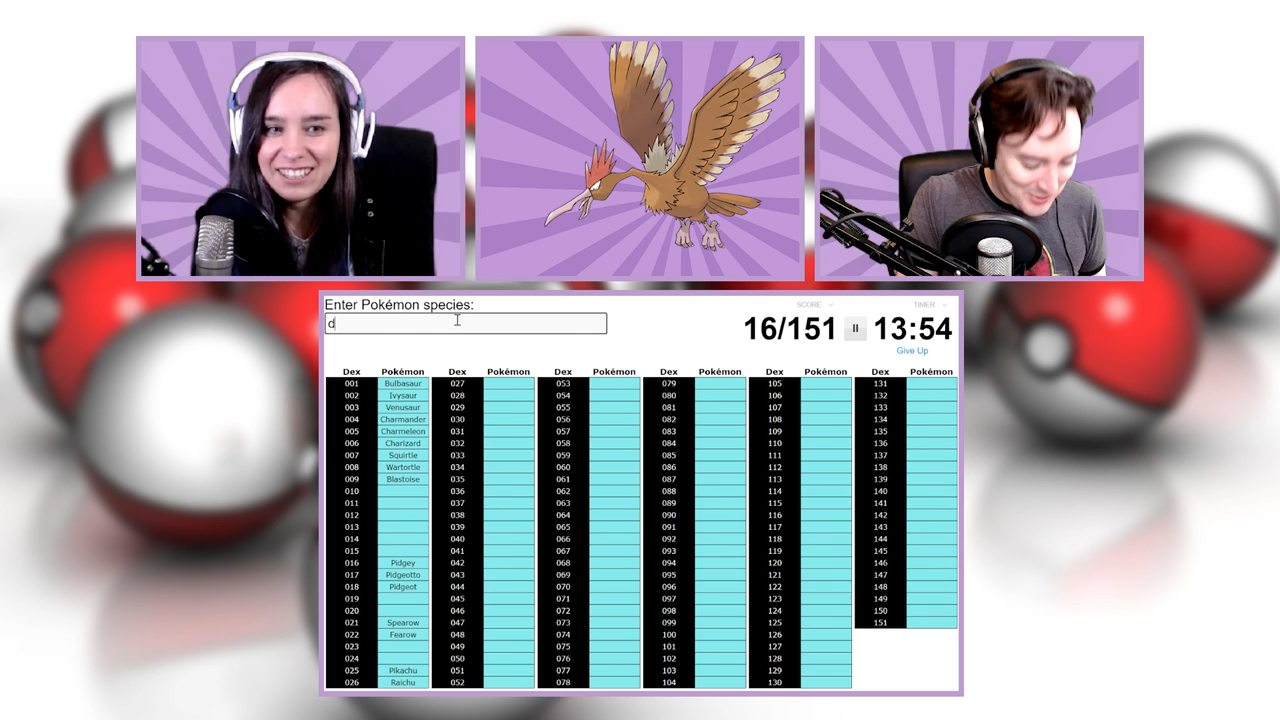 Enter Pokémon species:
d
SCORE
TIMER
16/151
13:54
Give Up
Dex Pokémon Dex Pokémon Dex Pokémon Dex Pokémon Dex Pokémon Dex Pokémon
001 Bulbasaur 027 053 079 105 131
002 Ivysaur 028 054 080 106 132
003 Venusaur 029 055 081 107 133
004 Charmander 030 056 082 108 134
005 Charmeleon 031 057 083 109 135
006 Charizard 032 058 084 110 136
007 Squirtle 033 059 085 111 137
008 Wartortle 034 060 086 112 138
009 Blastoise 035 061 087 113 139
010 036 062 088 114 140
011 037 063 089 115 141
012 038 064 090 116 142
013 039 065 091 117 143
014 040 066 092 118 144
015 041 067 093 119 145
016 Pidgey 042 068 094 120 146
017 Pidgeotto 043 069 095 121 147
018 Pidgeot 044 070 096 122 148
019 045 071 097 123 149
020 046 072 098 124 150
021 Spearow 047 073 099 125 151
022 Fearow 048 074 100 126
023 049 075 101 127
024 050 076 102 128
025 Pikachu 051 077 103 129
026 Raichu 052 078 104 130